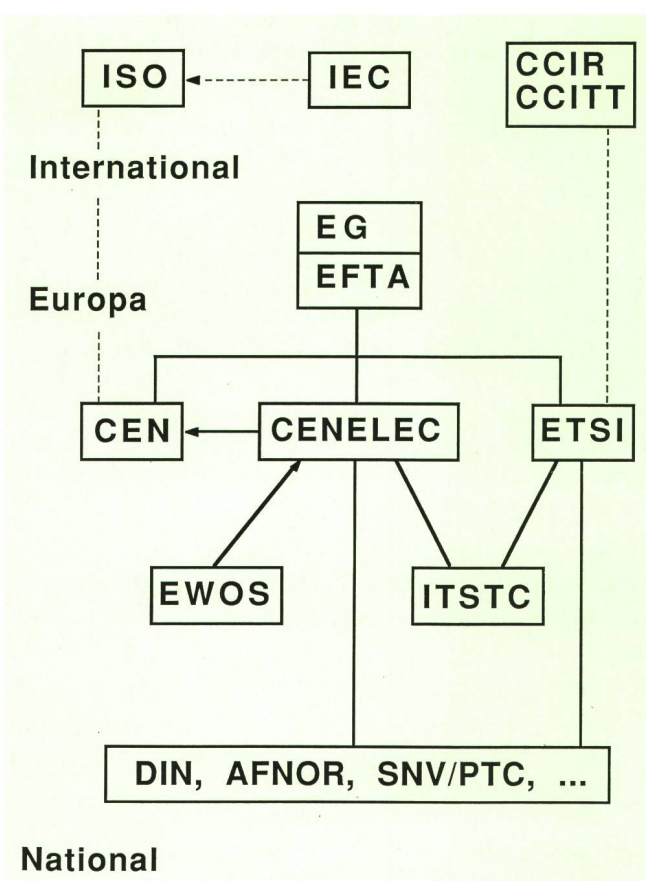 ISO
IEC
CCIR
CCITT
International
EG
EFTA
Europa
CEN
CENELEC
ETSI
EWOS
ITSTC
DIN, AFNOR, SNV/PTC, ...
National